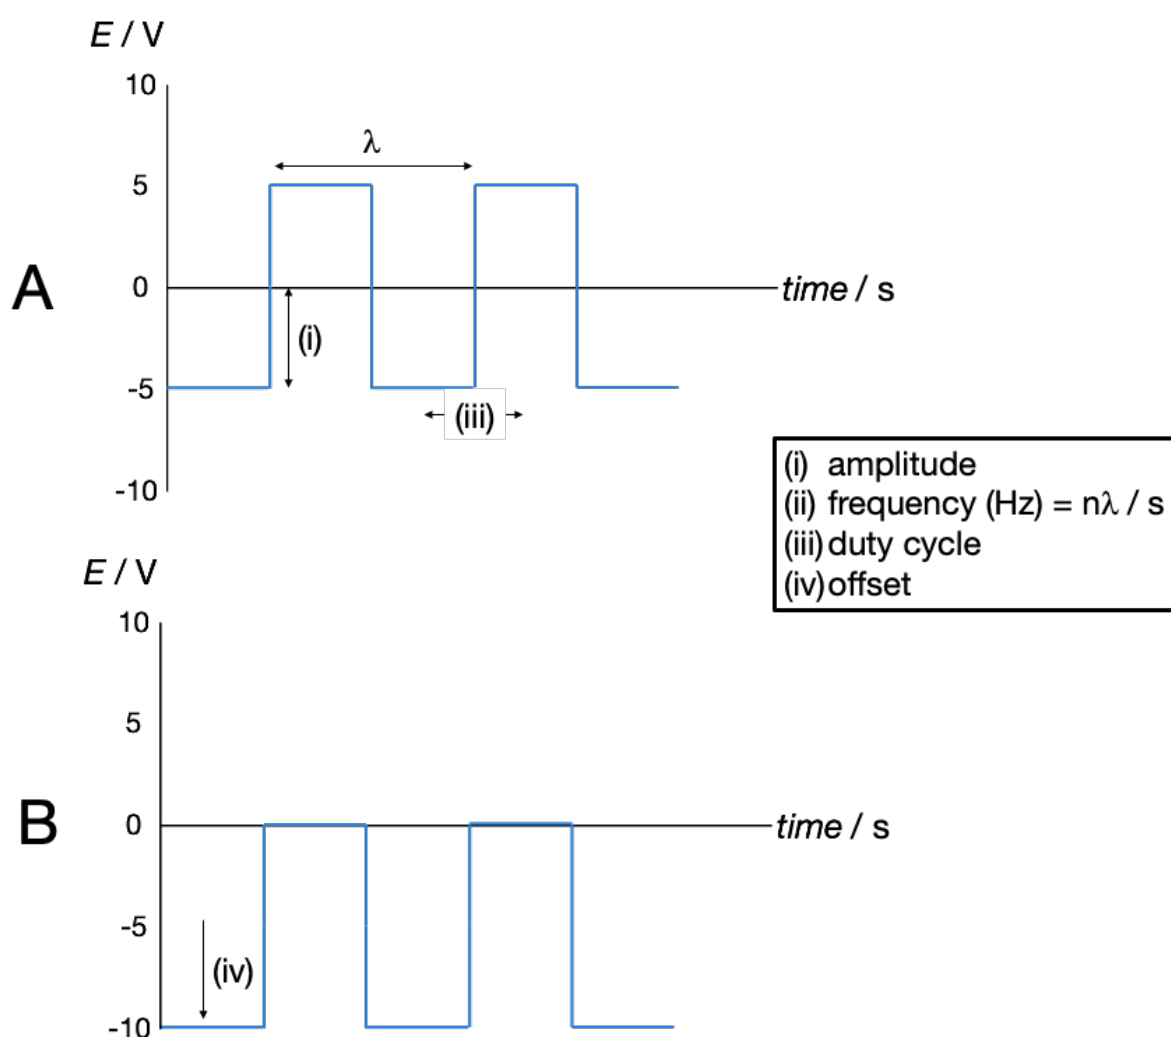 E / V
10
λ
5
A
0
time / s
(i)
-5
(iii)
-10
(i) amplitude
(ii) frequency (Hz) = nλ / s
(iii) duty cycle
(iv) offset
E / V
10
5
B
0
time / s
-5
(iv)
-10